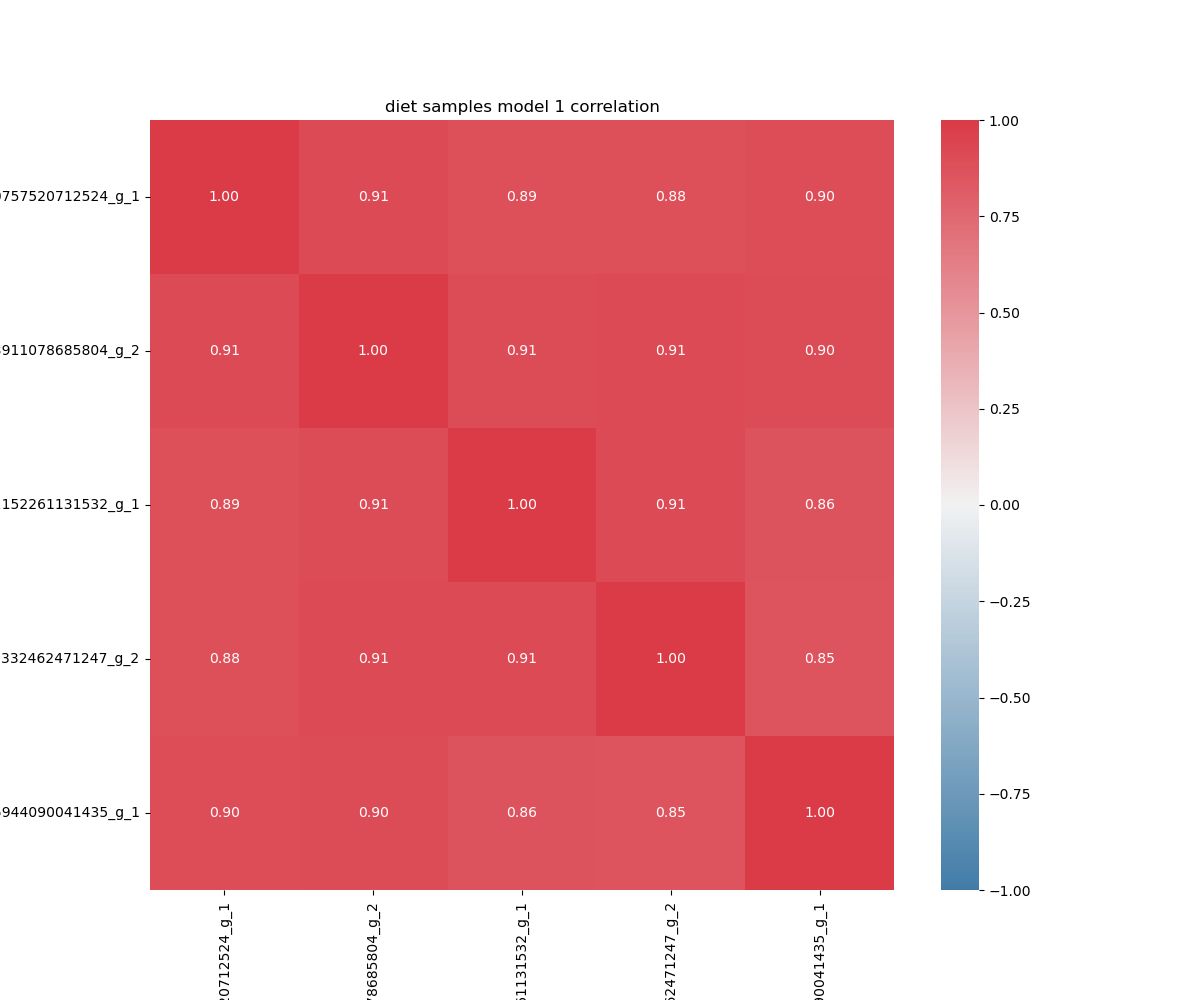 diet samples model 1 correlation
757520712524_g_1
1.00 0.91 0.89 0.88 0.90
911078685804_g_2
0.91 1.00 0.91 0.91 0.90
152261131532_g_1
0.89 0.91 1.00 0.91 0.86
332462471247_g_2
0.88 0.91 0.91 1.00 0.85
944090041435_g_1
0.90 0.90 0.86 0.85 1.00
20712524_g_1
78685804_g_2
61131532_g_1
62471247_g_2
90041435_g_1
1.00
0.75
0.50
0.25
0.00
−0.25
−0.50
−0.75
−1.00